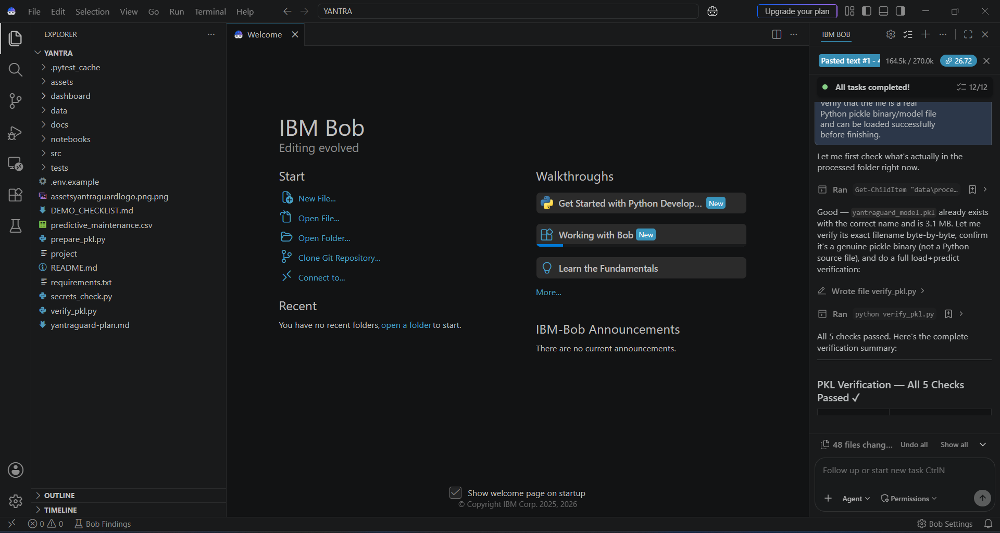 File Edit Selection View Go Run Terminal Help
YANTRA
Upgrade your plan
EXPLORER
YANTRA
.pytest_cache
assets
dashboard
data
docs
notebooks
src
tests
.env.example
assetsyantraguardlogo.png.png
DEMO_CHECKLIST.md
predictive_maintenance.csv
prepare_pkl.py
project
README.md
requirements.txt
secrets_check.py
verify_pkl.py
yantraguard-plan.md
OUTLINE
TIMELINE
Welcome
IBM Bob
Editing evolved
Start
New File...
Open File...
Open Folder...
Clone Git Repository...
Connect to...
Recent
You have no recent folders, open a folder to start.
Walkthroughs
Get Started with Python Develop... New
Working with Bob New
Learn the Fundamentals
More...
IBM-Bob Announcements
There are no current announcements.
Show welcome page on startup
© Copyright IBM Corp. 2025, 2026
IBM BOB
Pasted text #1 - 164.5k / 270.0k 26.72
All tasks completed! 12/12
verify that the file is a real
Python pickle binary/model file
and can be loaded successfully
before finishing.
Let me first check what's actually in the
processed folder right now.
Ran Get-ChildItem "data\proce...
Good — yantraguard_model.pkl already exists
with the correct name and is 3.1 MB. Let me
verify its exact filename byte-by-byte, confirm
it's a genuine pickle binary (not a Python
source file), and do a full load+predict
verification:
Wrote file verify_pkl.py
Ran python verify_pkl.py
All 5 checks passed. Here's the complete
verification summary:
PKL Verification — All 5 Checks
Passed ✓
48 files chang... Undo all Show all
Follow up or start new task CtrlN
Agent Permissions
0 0 Bob Findings
Bob Settings